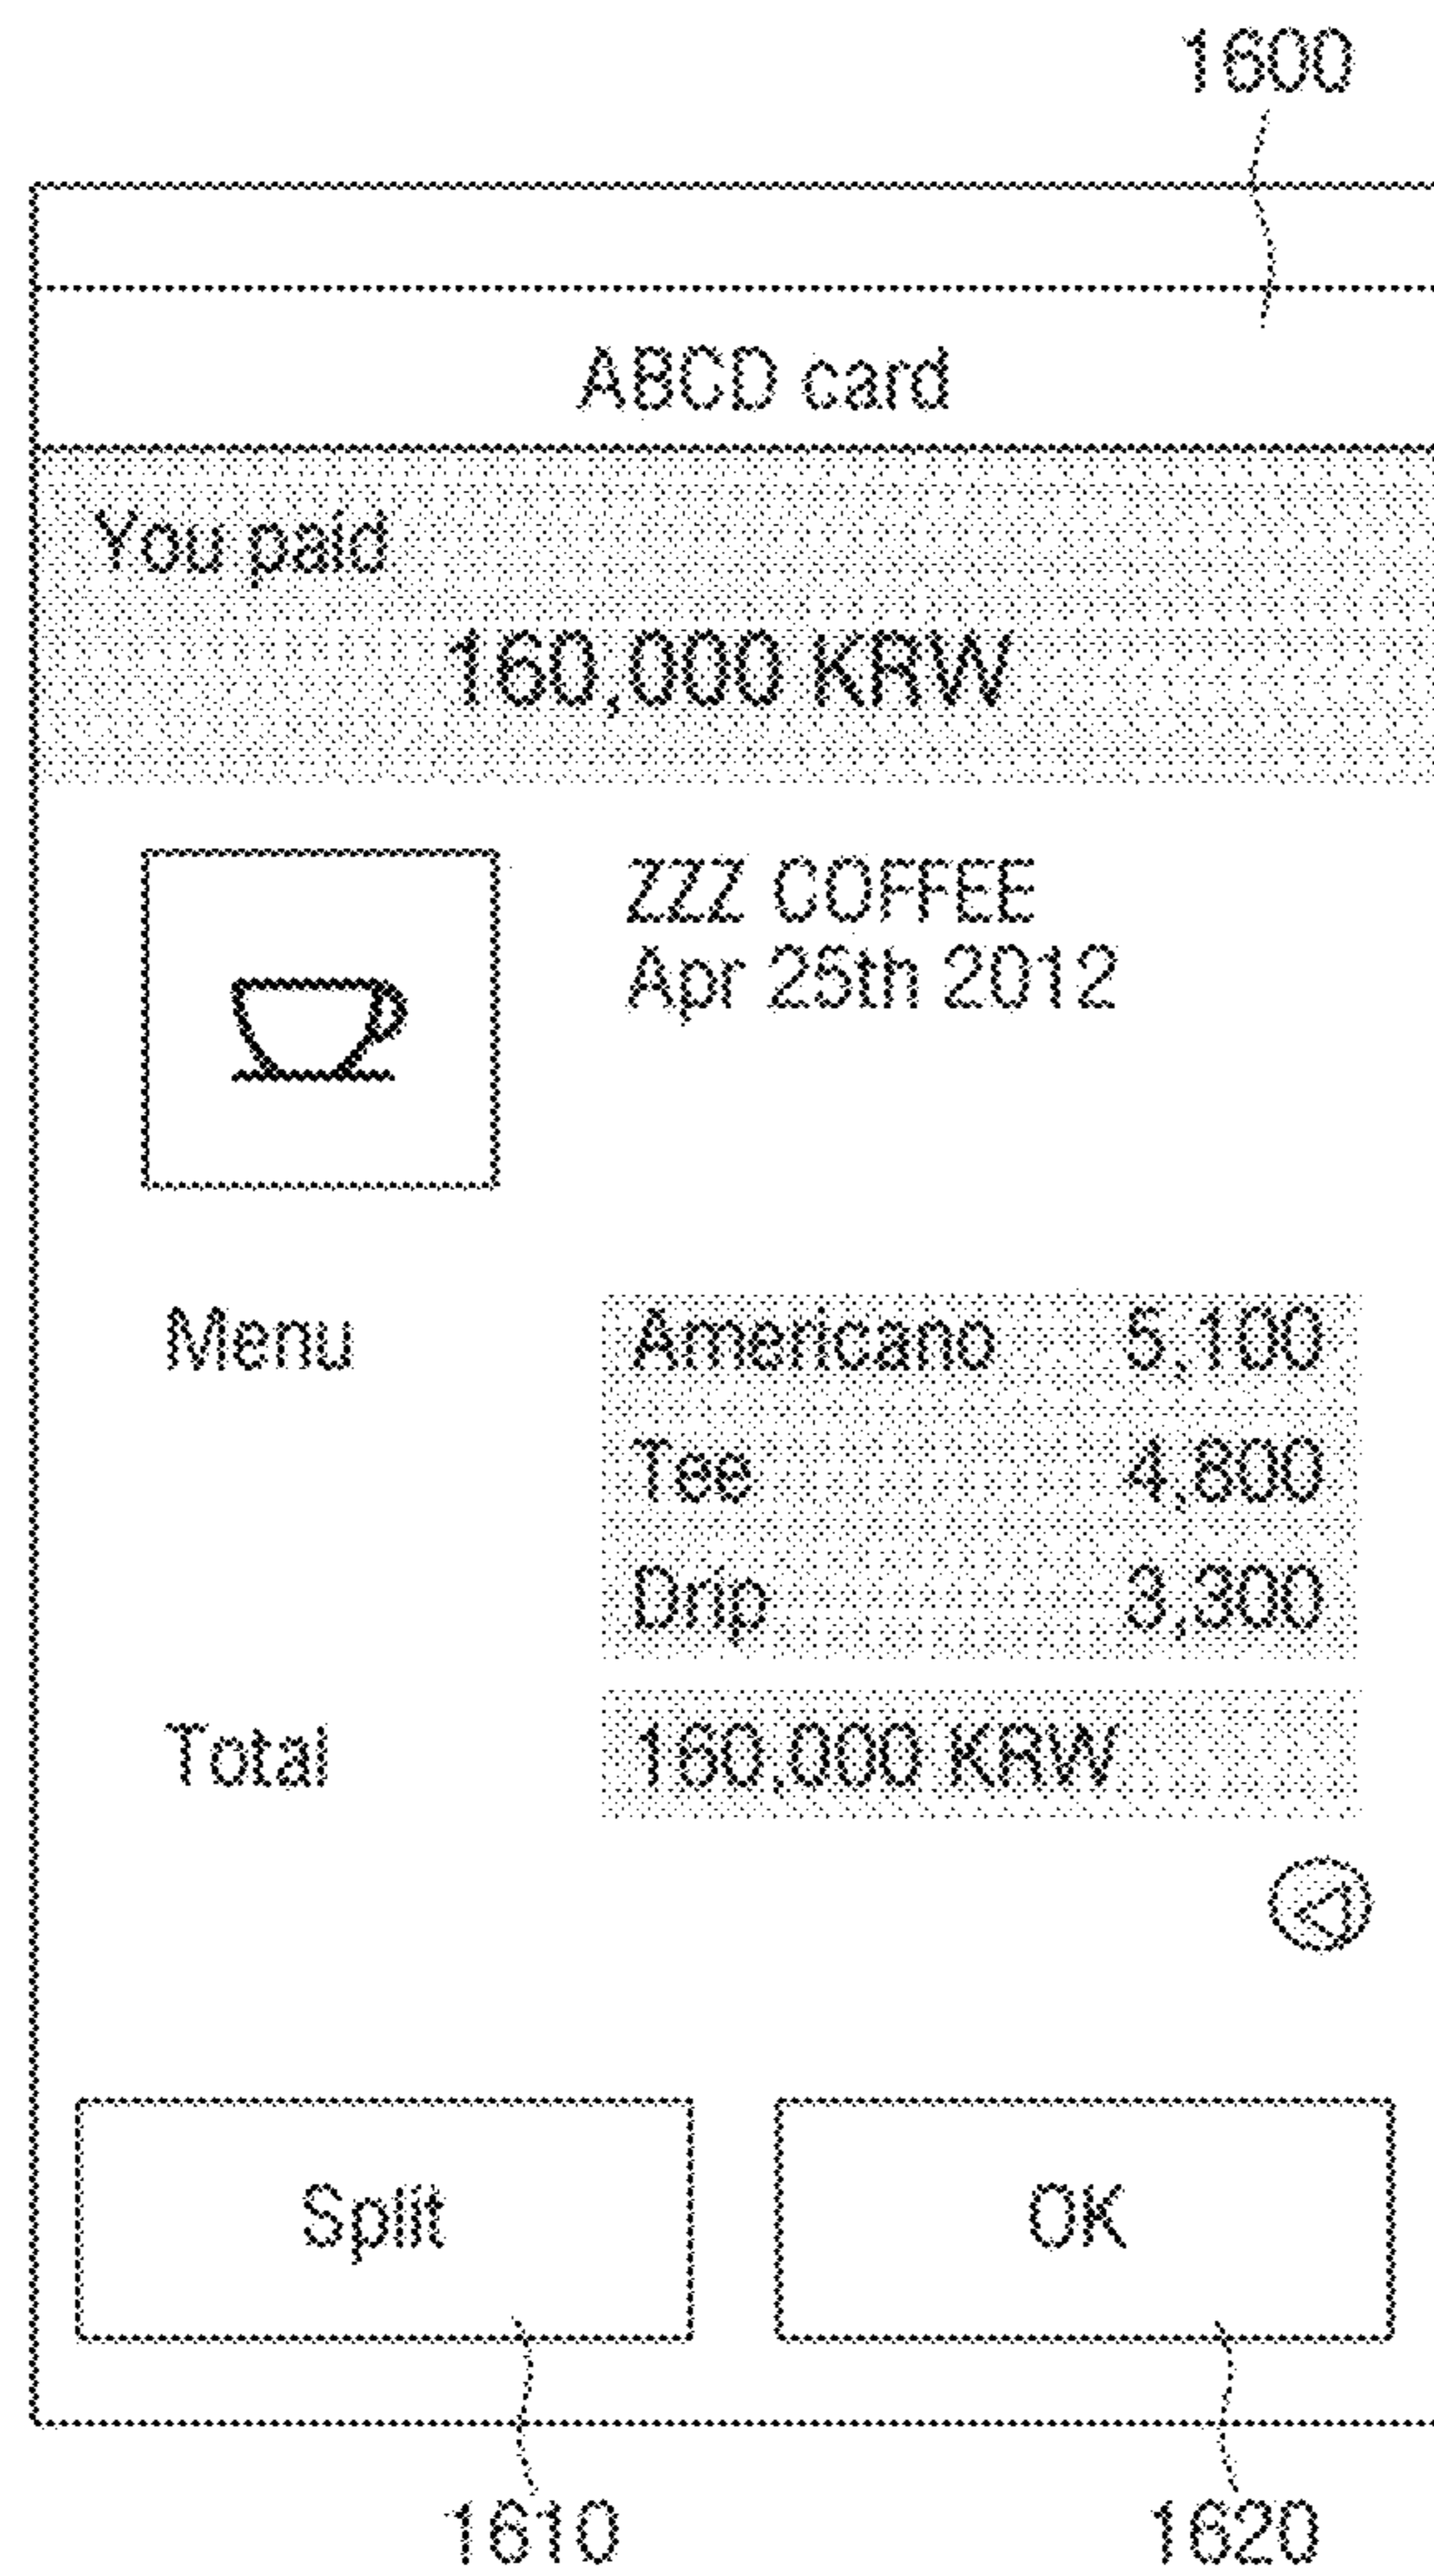 1600
ABCD card
You paid
160,000 KRW
ZZZ COFFEE
Apr 25th 2012
Menu Americano 5,100
Tee 4,800
Drip 3,300
Total 160,000 KRW
Split OK
1610 1620